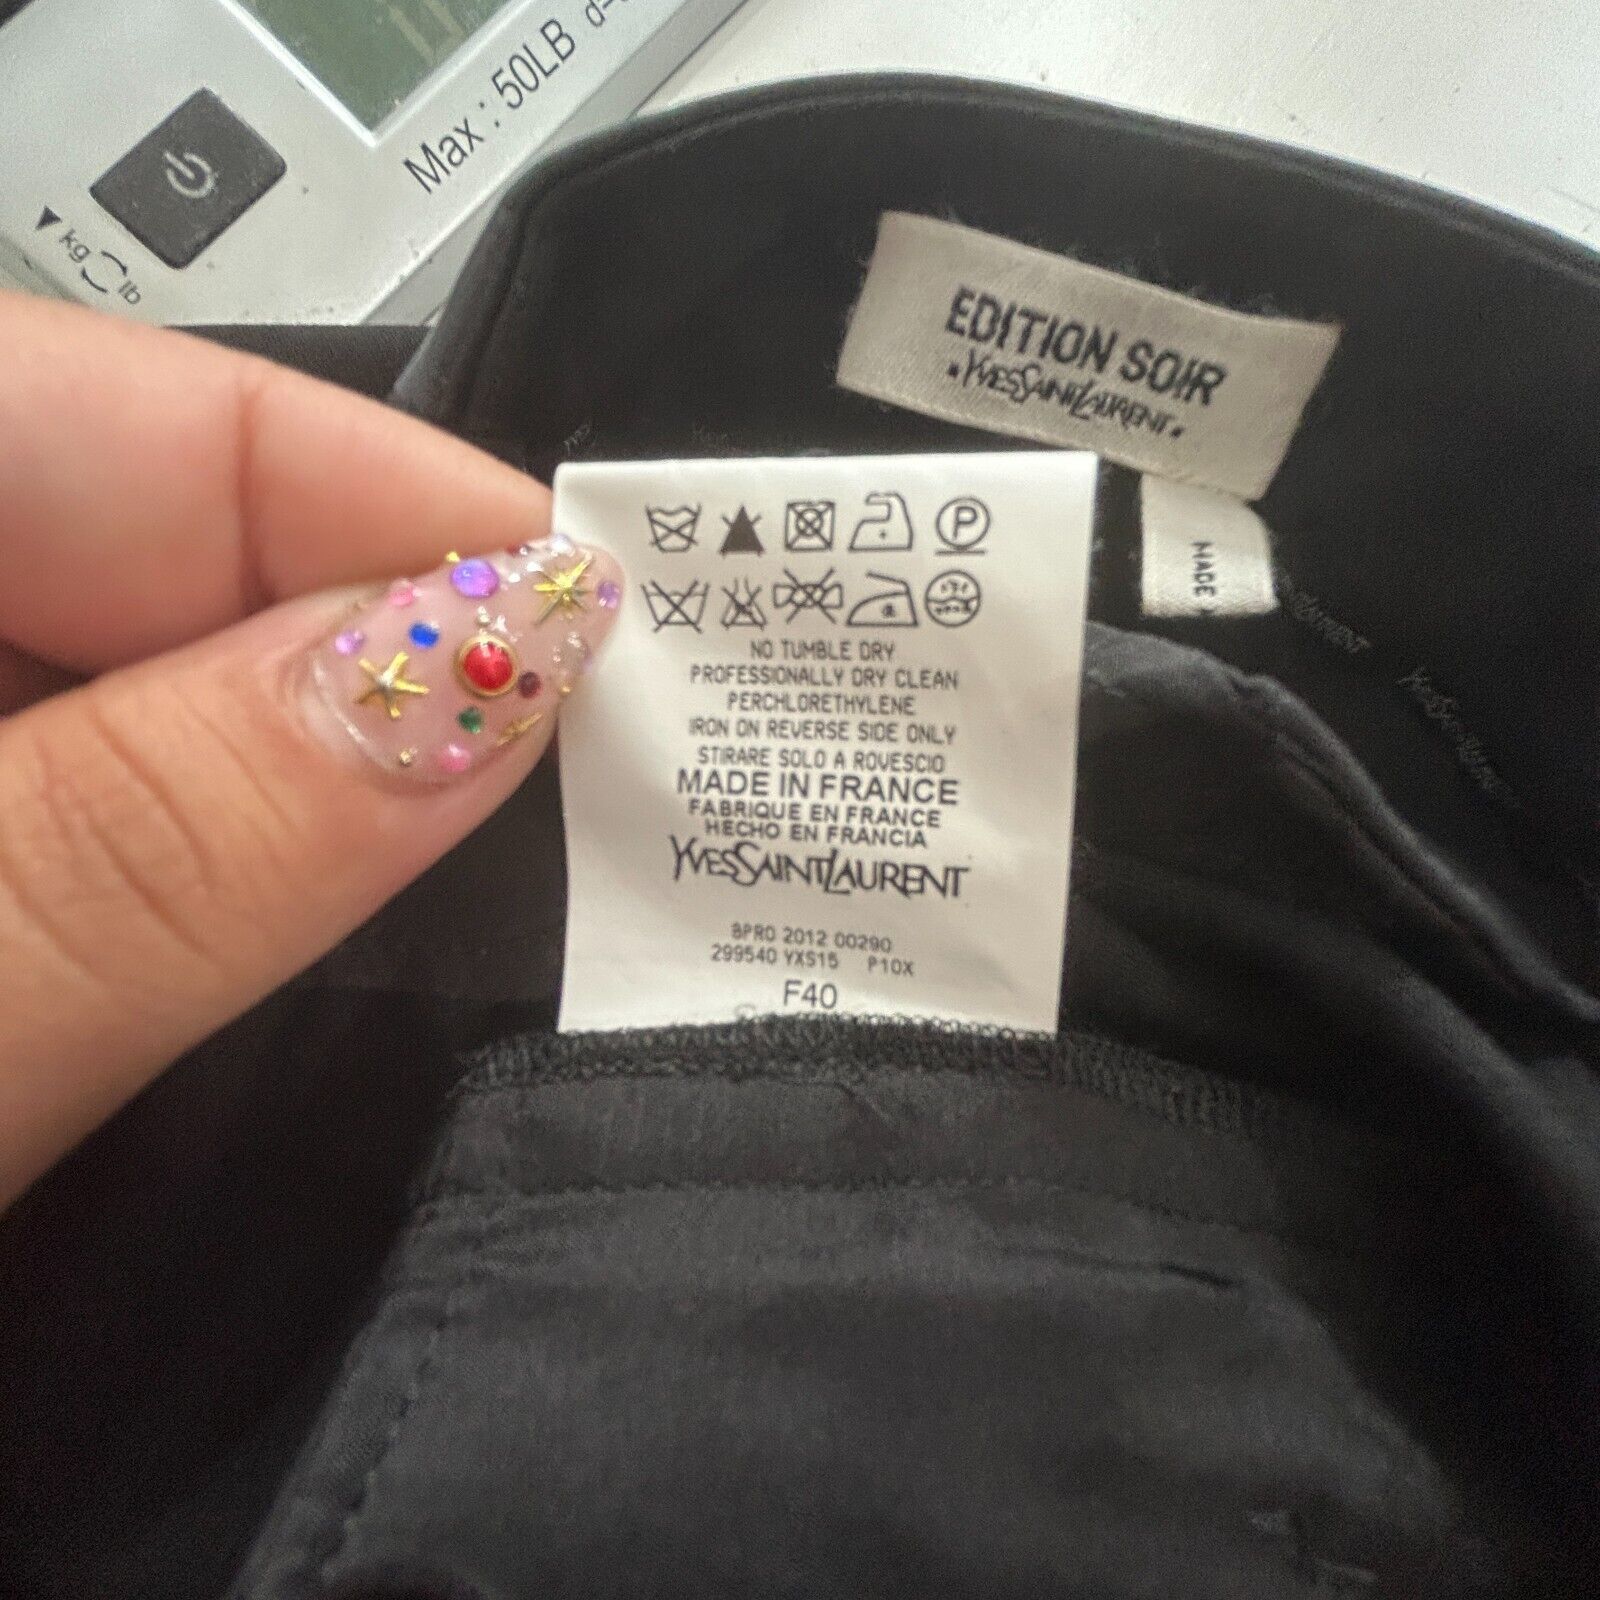 Max : 50LB d=
kg
lb
EDITION SOIR
YVESSAINTLAURENT
MADE
P
NO TUMBLE DRY
PROFESSIONALLY DRY CLEAN
PERCHLORETHYLENE
IRON ON REVERSE SIDE ONLY
STIRARE SOLO A ROVESCIO
MADE IN FRANCE
FABRIQUE EN FRANCE
HECHO EN FRANCIA
YVESSAINTLAURENT
8PRO 2012 00290
299540 YXS15 P10X
F40